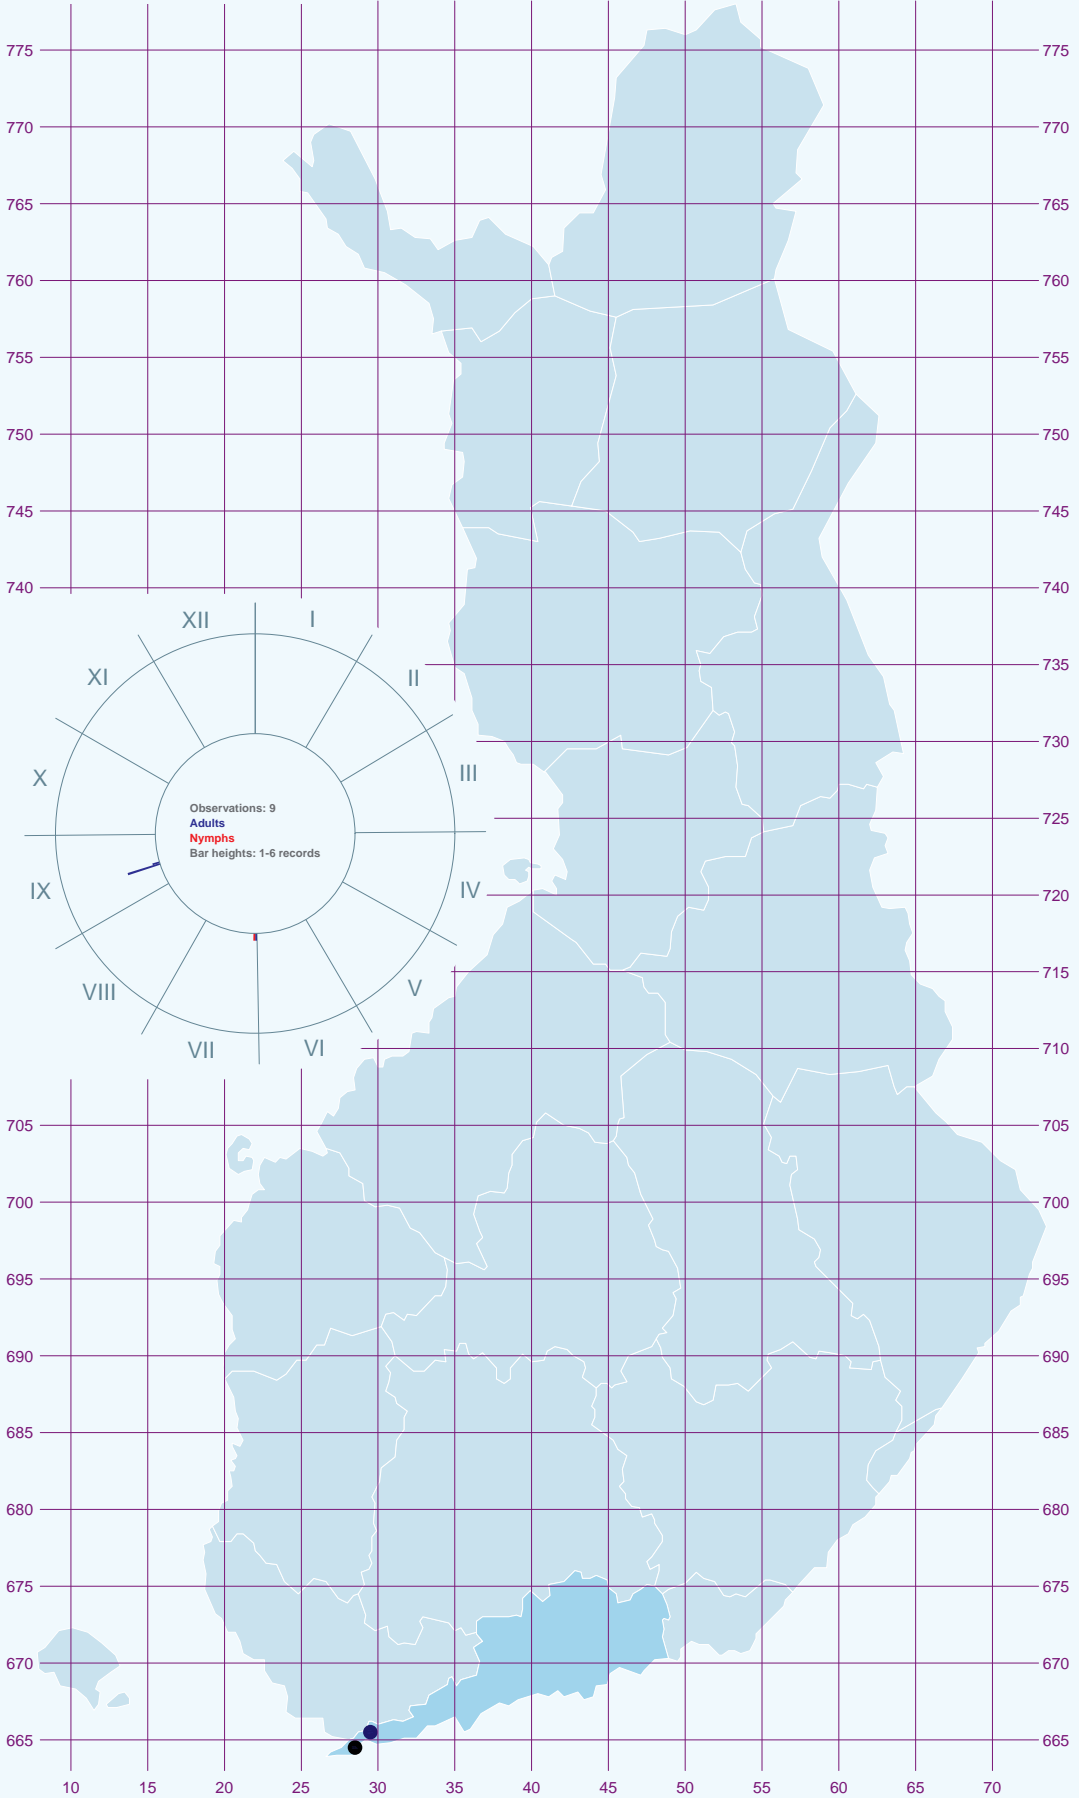 775 775
770 770
765 765
760 760
755 755
750 750
745 745
740 740
XII I
XI II
735
730
X III
Observations: 9
Adults
Nymphs
Bar heights: 1-6 records
725
IX IV
720
VIII V
715
VII VI
710
705 705
700 700
695 695
690 690
685 685
680 680
675 675
670 670
665 665
10 15 20 25 30 35 40 45 50 55 60 65 70